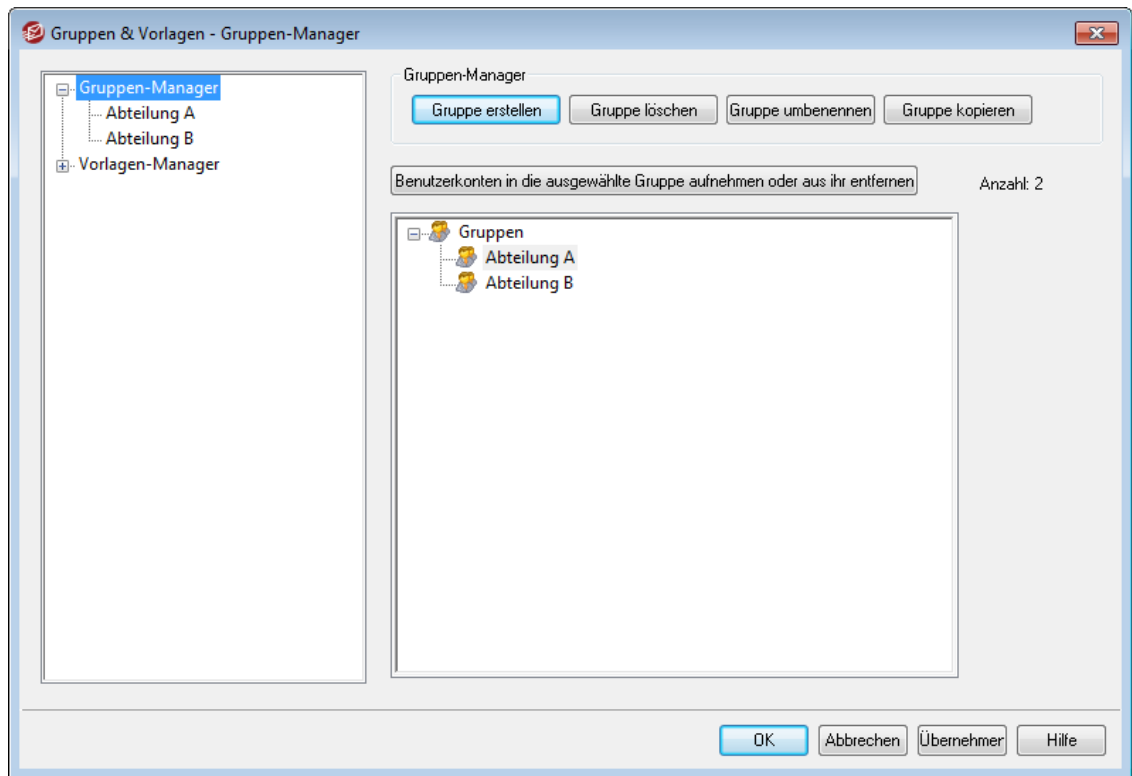 Gruppen & Vorlagen - Gruppen-Manager
Gruppen-Manager
Abteilung A
Abteilung B
Vorlagen-Manager
Gruppen-Manager
Gruppe erstellen Gruppe löschen Gruppe umbenennen Gruppe kopieren
Benutzerkonten in die ausgewählte Gruppe aufnehmen oder aus ihr entfernen Anzahl: 2
Gruppen
Abteilung A
Abteilung B
OK Abbrechen Übernehmer Hilfe